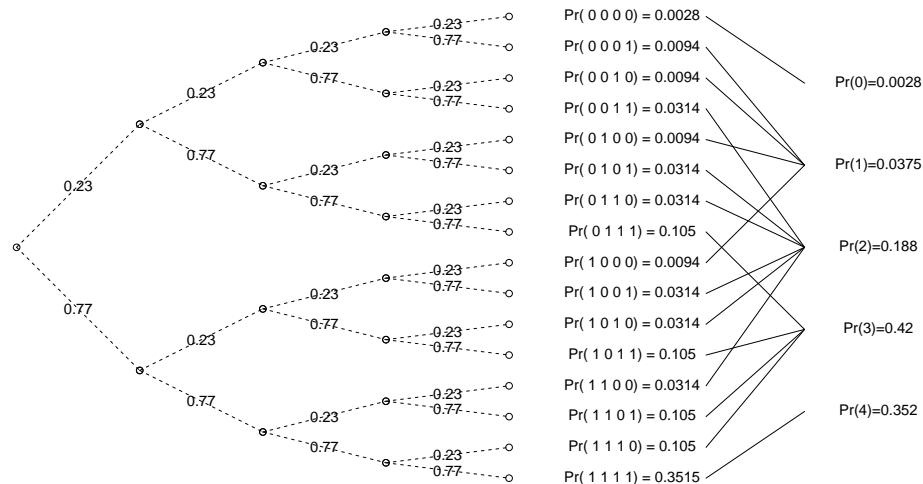 0.23
0.77
0.23
0.77
0.23
0.77
0.23
0.77
0.23
0.77
0.23
0.77
0.23
0.77
0.23
0.77
0.23
0.77
0.23
0.77
0.23
0.77
0.23
0.77
0.23
0.77
0.23
0.77
0.23
0.77
Pr( 0 0 0 0 ) = 0.0028
Pr( 0 0 0 1 ) = 0.0094
Pr( 0 0 1 0 ) = 0.0094
Pr( 0 0 1 1 ) = 0.0314
Pr( 0 1 0 0 ) = 0.0094
Pr( 0 1 0 1 ) = 0.0314
Pr( 0 1 1 0 ) = 0.0314
Pr( 0 1 1 1 ) = 0.105
Pr( 1 0 0 0 ) = 0.0094
Pr( 1 0 0 1 ) = 0.0314
Pr( 1 0 1 0 ) = 0.0314
Pr( 1 0 1 1 ) = 0.105
Pr( 1 1 0 0 ) = 0.0314
Pr( 1 1 0 1 ) = 0.105
Pr( 1 1 1 0 ) = 0.105
Pr( 1 1 1 1 ) = 0.3515
Pr(0)=0.0028
Pr(1)=0.0375
Pr(2)=0.188
Pr(3)=0.42
Pr(4)=0.352